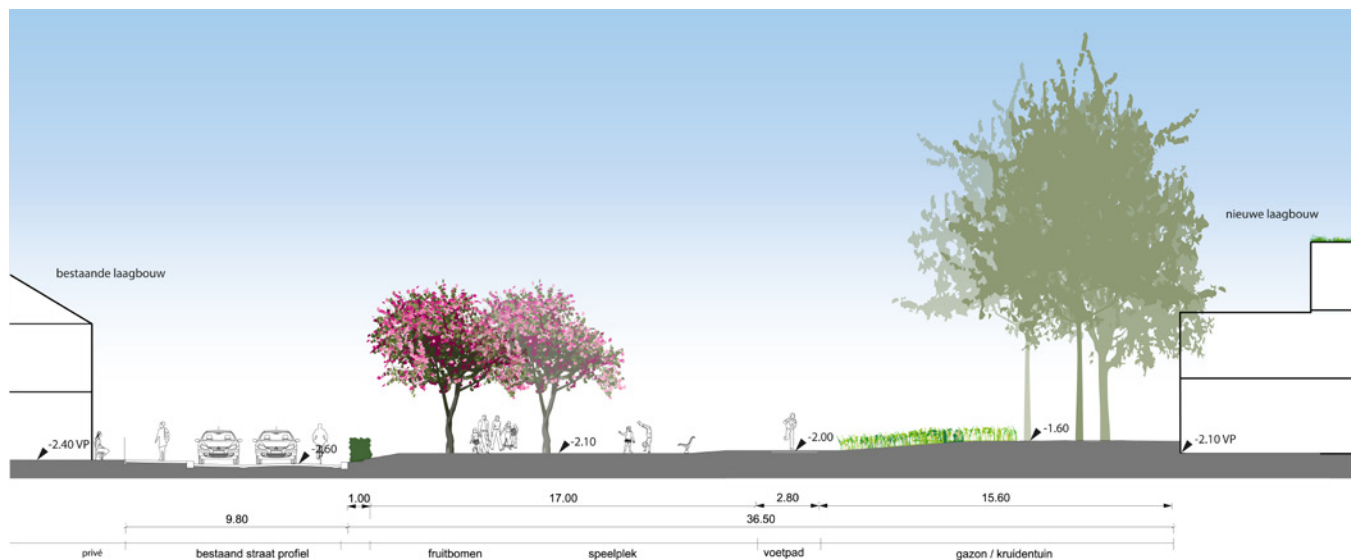 nieuwe laagbouw
bestaande laagbouw
-2.40 VP
-2.60
-2.10
-2.00
-1.60
-2.10 VP
1.00
17.00
2.80
15.60
9.80
36.50
privé
bestaand straat profiel
fruitbomen
speelplek
voetpad
gazon / kruidentuin